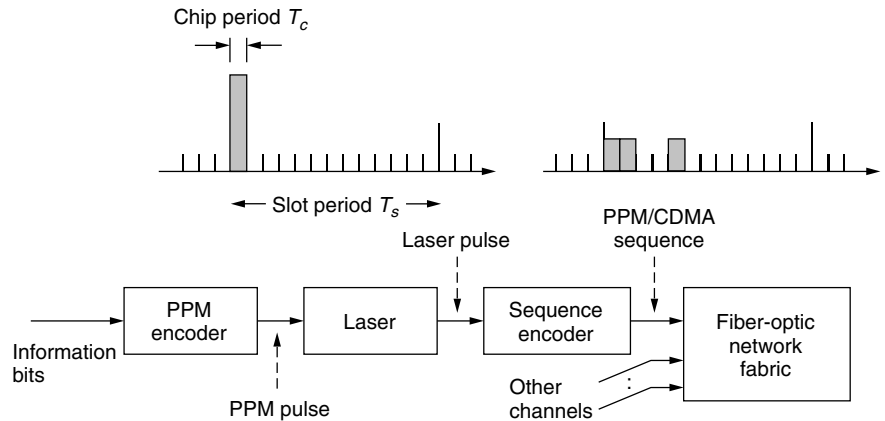 Chip period T_c
Slot period T_s
Laser pulse
PPM/CDMA
sequence
PPM
encoder
Laser
Sequence
encoder
Fiber-optic
network
fabric
Information
bits
PPM pulse
Other
channels